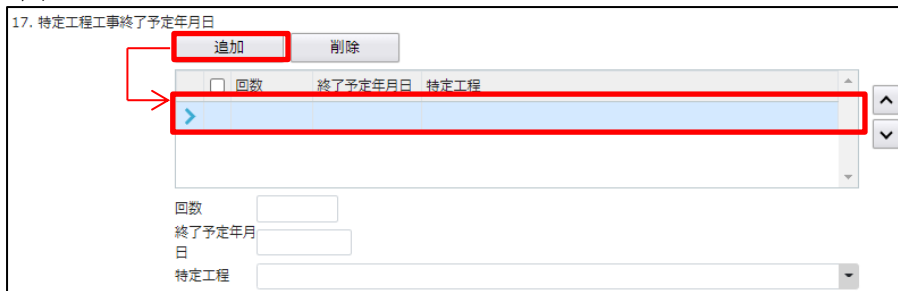 17. 特定工程工事終了予定年月日
追加 削除
回数 終了予定年月日 特定工程
回数
終了予定年月
日
特定工程